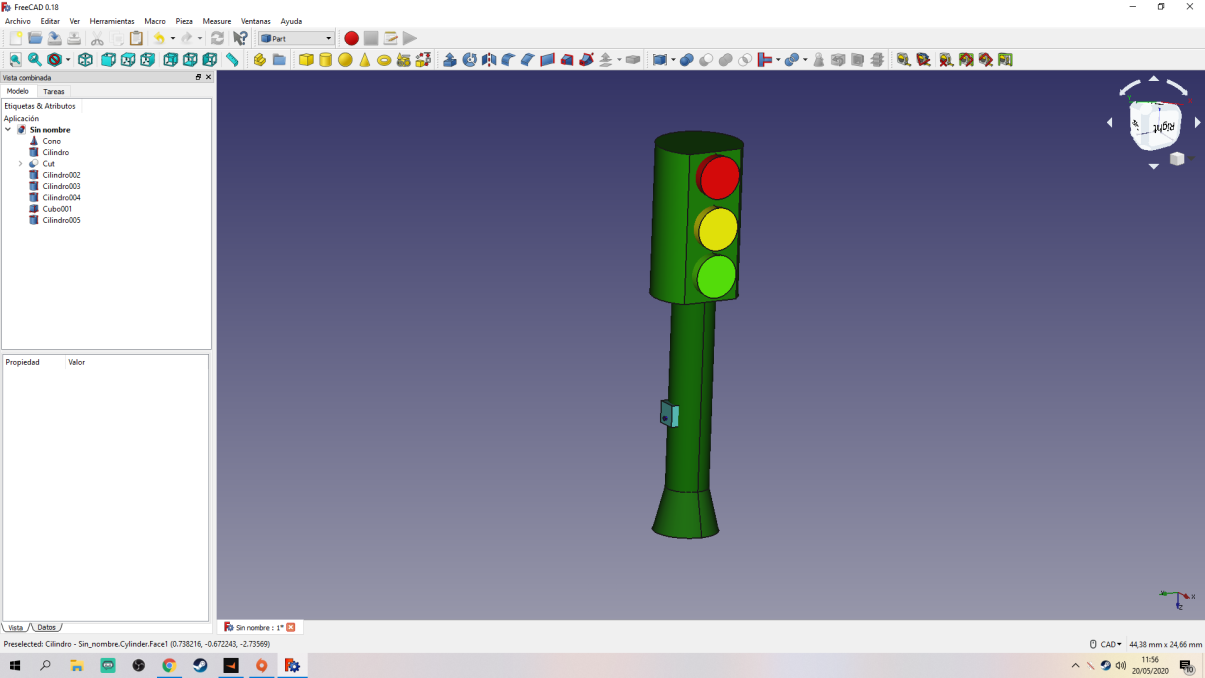 FreeCAD 0.18
Archivo Editar Ver Herramientas Macro Pieza Measure Ventanas Ayuda
Part
Vista combinada
Modelo Tareas
Etiquetas & Atributos
Aplicación
Sin nombre
Cono
Cilindro
Cut
Cilindro002
Cilindro003
Cilindro004
Cubo001
Cilindro005
Right
Propiedad Valor
Y
X
Z
Vista Datos
Sin nombre : 1*
Preselected: Cilindro - Sin_nombre.Cylinder.Face1 (0.738216, -0.672243, -2.73569)
CAD 44,38 mm x 24,66 mm
11:56
20/05/2020
10